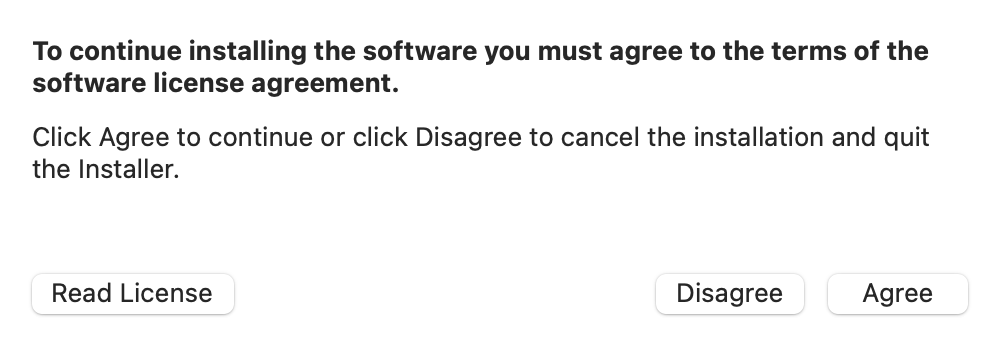 To continue installing the software you must agree to the terms of the
software license agreement.
Click Agree to continue or click Disagree to cancel the installation and quit
the Installer.
Read License
Disagree
Agree